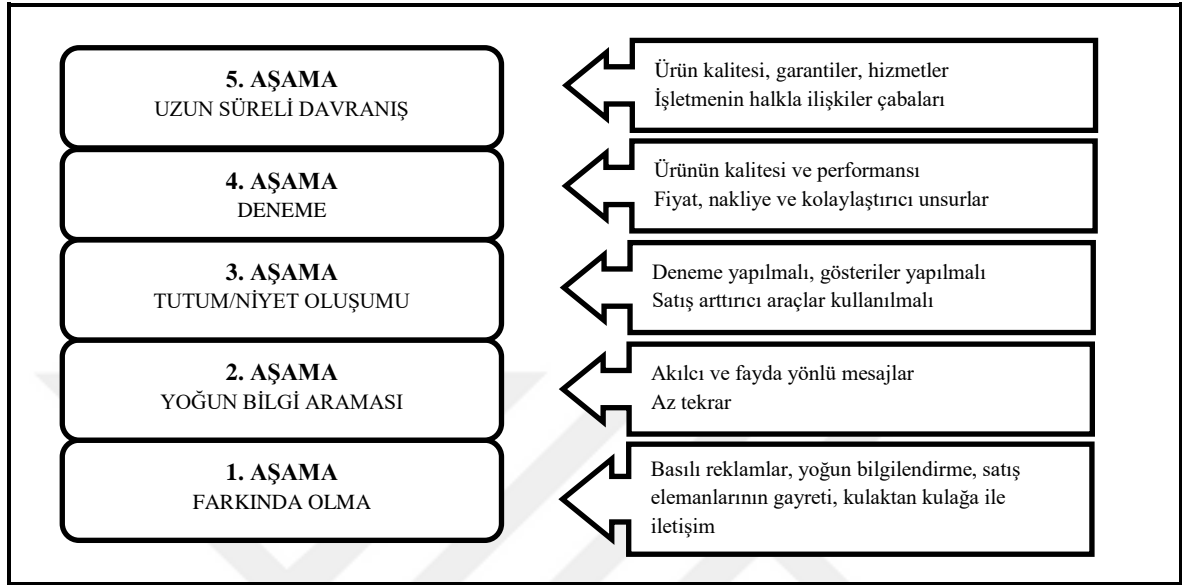 5. AŞAMA
UZUN SÜRELİ DAVRANIŞ
Ürün kalitesi, garantiler, hizmetler
İşletmenin halkla ilişkiler çabaları
4. AŞAMA
DENEME
Ürünün kalitesi ve performansı
Fiyat, nakliye ve kolaylaştırıcı unsurlar
3. AŞAMA
TUTUM/NİYET OLUŞUMU
Deneme yapılmalı, gösteriler yapılmalı
Satış arttırıcı araçlar kullanılmalı
2. AŞAMA
YOĞUN BİLGİ ARAMASI
Akılcı ve fayda yönlü mesajlar
Az tekrar
1. AŞAMA
FARKINDA OLMA
Basılı reklamlar, yoğun bilgilendirme, satış
elemanlarının gayreti, kulaktan kulağa ile
iletişim